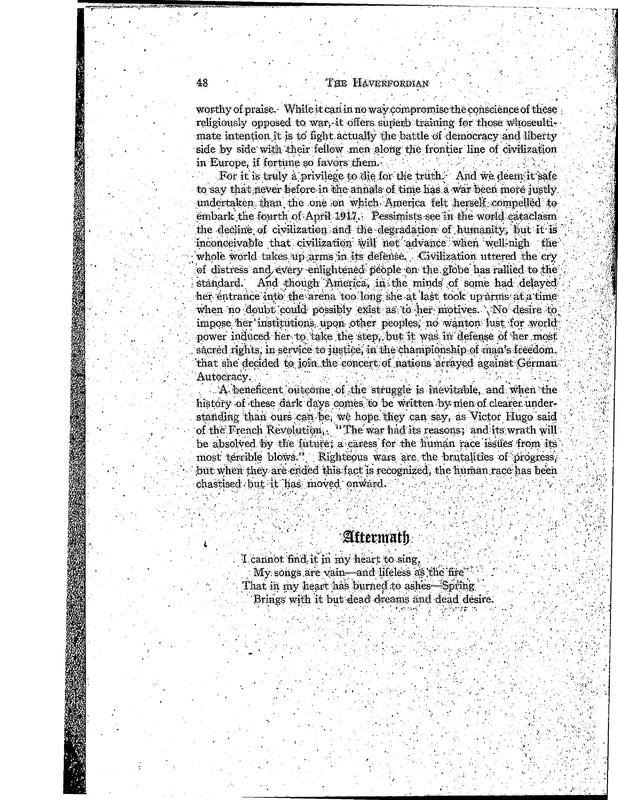 48 THE HAVERFORDIAN
worthy of praise. While it can in no way compromise the conscience of these
religiously opposed to war, it offers superb training for those whose ulti-
mate intention it is to fight actually the battle of democracy and liberty
side by side with their fellow men along the frontier line of civilization
in Europe, if fortune so favors them.
For it is truly a privilege to die for the truth. And we deem it safe
to say that never before in the annals of time has a war been more justly
undertaken than the one on which America felt herself compelled to
embark the fourth of April 1917. Pessimists see in the world cataclasm
the decline of civilization and the degradation of humanity, but it is
inconceivable that civilization will not advance when well-nigh the
whole world takes up arms in its defense. Civilization uttered the cry
of distress and every enlightened people on the globe has rallied to the
standard. And though America, in the minds of some had delayed
her entrance into the arena too long she at last took up arms at a time
when no doubt could possibly exist as to her motives. No desire to
impose her institutions upon other peoples, no wanton lust for world
power induced her to take the step, but it was in defense of her most
sacred rights, in service to justice, in the championship of man's freedom,
that she decided to join the concert of nations arrayed against German
Autocracy.
A beneficent outcome of the struggle is inevitable, and when the
history of these dark days comes to be written by men of clearer under-
standing than ours can be, we hope they can say, as Victor Hugo said
of the French Revolution, "The war had its reasons; and its wrath will
be absolved by the future; a caress for the human race issues from its
most terrible blows." Righteous wars are the brutalities of progress,
but when they are ended this fact is recognized, the human race has been
chastised but it has moved onward.
Aftermath
I cannot find it in my heart to sing,
My songs are vain—and lifeless as the fire
That in my heart has burned to ashes—Spring
Brings with it but dead dreams and dead desire.